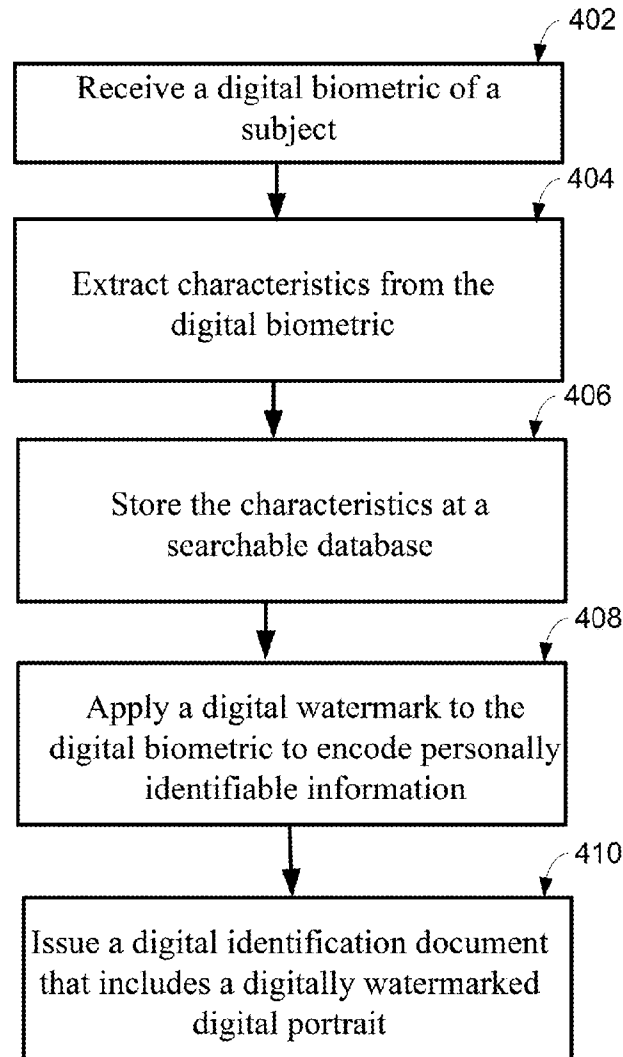 402
Receive a digital biometric of a
subject
404
Extract characteristics from the
digital biometric
406
Store the characteristics at a
searchable database
408
Apply a digital watermark to the
digital biometric to encode personally
identifiable information
410
Issue a digital identification document
that includes a digitally watermarked
digital portrait